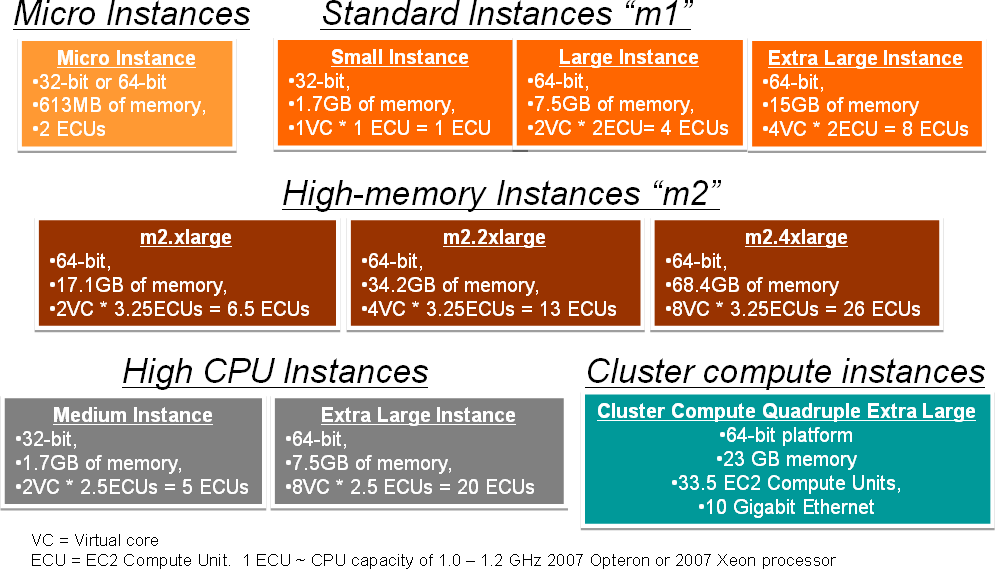 Micro Instances
Standard Instances “m1”
Micro Instance
•32-bit or 64-bit
•613MB of memory,
•2 ECUs
Small Instance
•32-bit,
•1.7GB of memory,
•1VC * 1 ECU = 1 ECU
Large Instance
•64-bit,
•7.5GB of memory,
•2VC * 2ECU= 4 ECUs
Extra Large Instance
•64-bit,
•15GB of memory
•4VC * 2ECU = 8 ECUs
High-memory Instances “m2”
m2.xlarge
•64-bit,
•17.1GB of memory,
•2VC * 3.25ECUs = 6.5 ECUs
m2.2xlarge
•64-bit,
•34.2GB of memory,
•4VC * 3.25ECUs = 13 ECUs
m2.4xlarge
•64-bit,
•68.4GB of memory
•8VC * 3.25ECUs = 26 ECUs
High CPU Instances
Medium Instance
•32-bit,
•1.7GB of memory,
•2VC * 2.5ECUs = 5 ECUs
Extra Large Instance
•64-bit,
•7.5GB of memory,
•8VC * 2.5 ECUs = 20 ECUs
Cluster compute instances
Cluster Compute Quadruple Extra Large
•64-bit platform
•23 GB memory
•33.5 EC2 Compute Units,
•10 Gigabit Ethernet
VC = Virtual core
ECU = EC2 Compute Unit.  1 ECU ~ CPU capacity of 1.0 – 1.2 GHz 2007 Opteron or 2007 Xeon processor